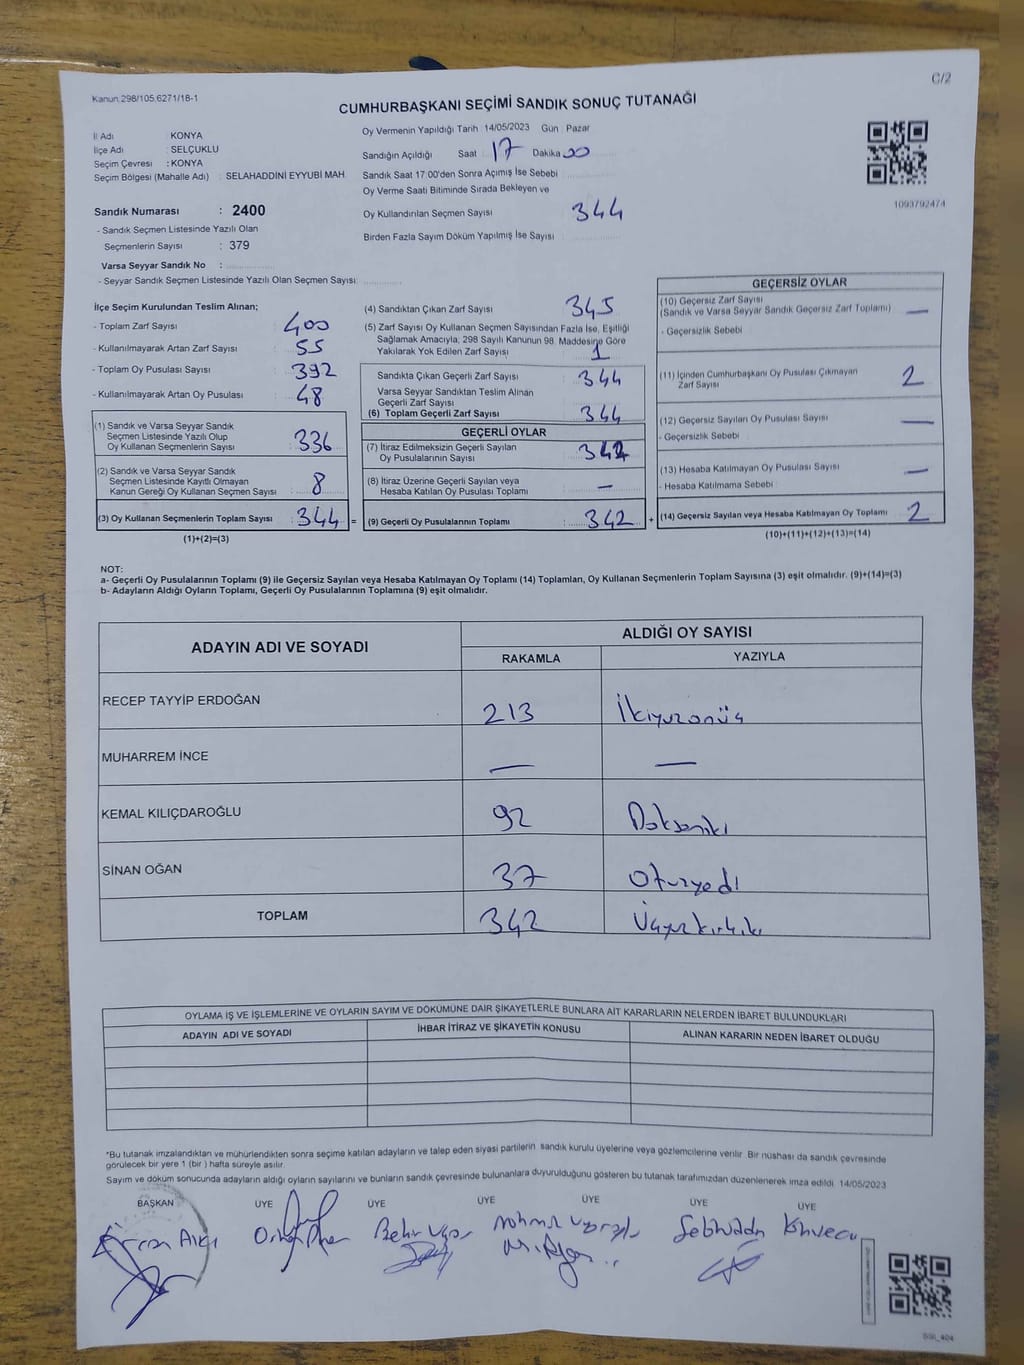 C/2
Kanun 298/105,6271/18-1
CUMHURBAŞKANI SEÇİMİ SANDIK SONUÇ TUTANAĞI
İl Adı : KONYA
İlçe Adı : SELÇUKLU
Seçim Çevresi : KONYA
Seçim Bölgesi (Mahalle Adı) : SELAHADDİNİ EYYUBİ MAH.
Sandık Numarası : 2400
- Sandık Seçmen Listesinde Yazılı Olan
Seçmenlerin Sayısı : 379
Varsa Seyyar Sandık No :
- Seyyar Sandık Seçmen Listesinde Yazılı Olan Seçmen Sayısı:
Oy Vermenin Yapıldığı Tarih 14/05/2023 Gün : Pazar
Sandığın Açıldığı Saat : 17 Dakika 00
Sandık Saat 17:00'den Sonra Açımış İse Sebebi
Oy Verme Saati Bitiminde Sırada Bekleyen ve
Oy Kullandırılan Seçmen Sayısı 344
Birden Fazla Sayım Döküm Yapılmış İse Sayısı
1093792474
İlçe Seçim Kurulundan Teslim Alınan;
- Toplam Zarf Sayısı : 400
- Kullanılmayarak Artan Zarf Sayısı : 55
- Toplam Oy Pusulası Sayısı : 392
- Kullanılmayarak Artan Oy Pusulası : 48
(1) Sandık ve Varsa Seyyar Sandık
Seçmen Listesinde Yazılı Olup
Oy Kullanan Seçmenlerin Sayısı : 336
(2) Sandık ve Varsa Seyyar Sandık
Seçmen Listesinde Kayıtlı Olmayan
Kanun Gereği Oy Kullanan Seçmen Sayısı : 8
(3) Oy Kullanan Seçmenlerin Toplam Sayısı : 344 =
(1)+(2)=(3)
(4) Sandıktan Çıkan Zarf Sayısı 345
(5) Zarf Sayısı Oy Kullanan Seçmen Sayısından Fazla İse, Eşitliği
Sağlamak Amacıyla, 298 Sayılı Kanunun 98. Maddesine Göre
Yakılarak Yok Edilen Zarf Sayısı : 1
Sandıkta Çıkan Geçerli Zarf Sayısı : 344
Varsa Seyyar Sandıktan Teslim Alınan
Geçerli Zarf Sayısı
(6) Toplam Geçerli Zarf Sayısı : 344
GEÇERLİ OYLAR
(7) İtiraz Edilmeksizin Geçerli Sayılan
Oy Pusulalarının Sayısı : 342
(8) İtiraz Üzerine Geçerli Sayılan veya
Hesaba Katılan Oy Pusulası Toplamı : —
(9) Geçerli Oy Pusulalarının Toplamı : 342 +
GEÇERSİZ OYLAR
(10) Geçersiz Zarf Sayısı
(Sandık ve Varsa Seyyar Sandık Geçersiz Zarf Toplamı) —
- Geçersizlik Sebebi
(11) İçinden Cumhurbaşkanı Oy Pusulası Çıkmayan
Zarf Sayısı 2
(12) Geçersiz Sayılan Oy Pusulası Sayısı —
- Geçersizlik Sebebi
(13) Hesaba Katılmayan Oy Pusulası Sayısı —
- Hesaba Katılmama Sebebi
(14) Geçersiz Sayılan veya Hesaba Katılmayan Oy Toplamı 2
(10)+(11)+(12)+(13)=(14)
NOT:
a- Geçerli Oy Pusulalarının Toplamı (9) ile Geçersiz Sayılan veya Hesaba Katılmayan Oy Toplamı (14) Toplamları, Oy Kullanan Seçmenlerin Toplam Sayısına (3) eşit olmalıdır. (9)+(14)=(3)
b- Adayların Aldığı Oyların Toplamı, Geçerli Oy Pusulalarının Toplamına (9) eşit olmalıdır.
ADAYIN ADI VE SOYADI ALDIĞI OY SAYISI
RAKAMLA YAZIYLA
RECEP TAYYİP ERDOĞAN 213 İkiyüzonüç
MUHARREM İNCE — —
KEMAL KILIÇDAROĞLU 92 Doksaniki
SİNAN OĞAN 37 Otuzyedi
TOPLAM 342 Üçyüzkırkiki
OYLAMA İŞ VE İŞLEMLERİNE VE OYLARIN SAYIM VE DÖKÜMÜNE DAİR ŞİKAYETLERLE BUNLARA AİT KARARLARIN NELERDEN İBARET BULUNDUKLARI
ADAYIN ADI VE SOYADI İHBAR İTİRAZ VE ŞİKAYETİN KONUSU ALINAN KARARIN NEDEN İBARET OLDUĞU
*Bu tutanak imzalandıktan ve mühürlendikten sonra seçime katılan adayların ve talep eden siyasi partilerin sandık kurulu üyelerine veya gözlemcilerine verilir. Bir nüshası da sandık çevresinde
görülecek bir yere 1 (bir ) hafta süreyle asılır.
Sayım ve döküm sonucunda adayların aldığı oyların sayılarını ve bunların sandık çevresinde bulunanlara duyurulduğunu gösteren bu tutanak tarafımızdan düzenlenerek imza edildi. 14/05/2023
BAŞKAN ÜYE ÜYE ÜYE ÜYE ÜYE ÜYE